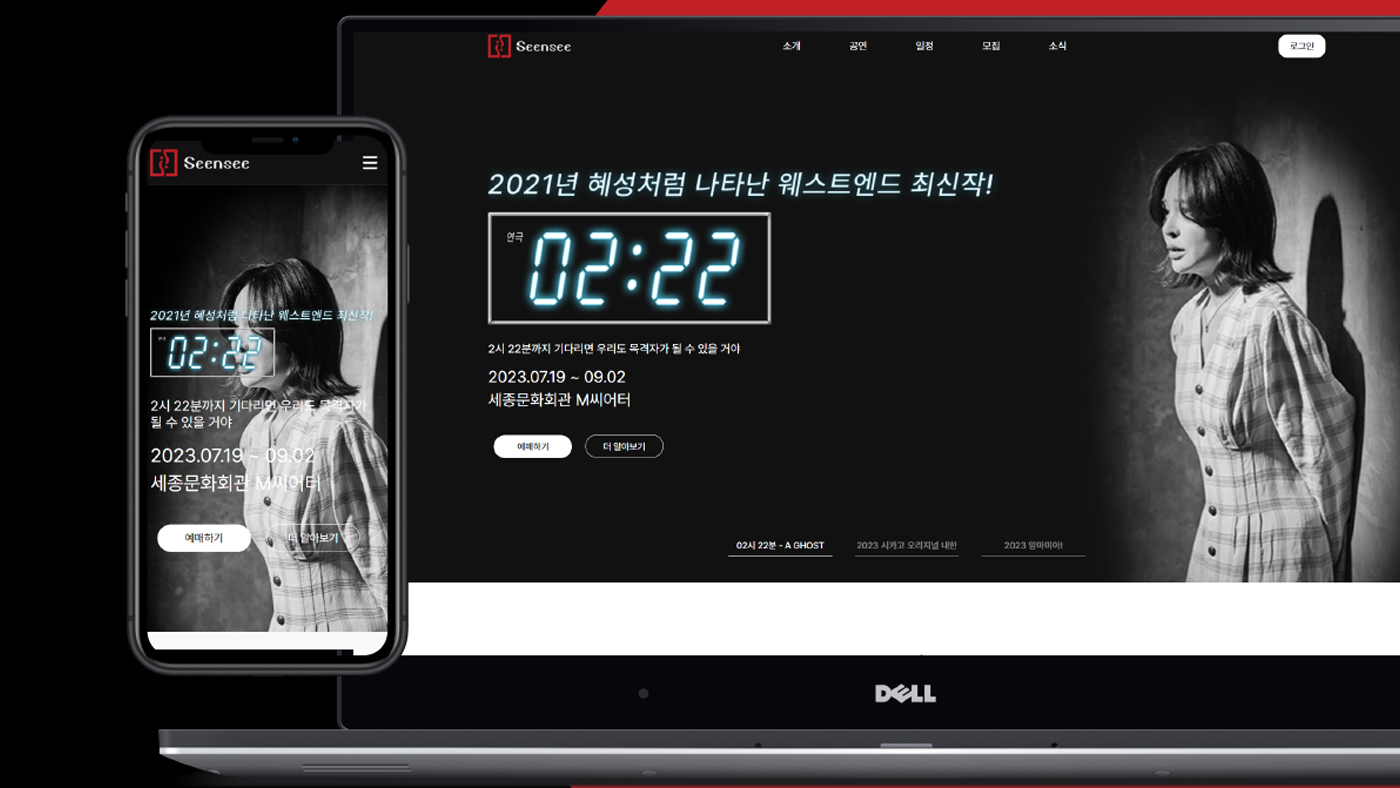 Seensee
소개
공연
일정
모집
소식
로그인
2021년 혜성처럼 나타난 웨스트엔드 최신작!
연극
02:22
2시 22분까지 기다리면 우리도 목격자가 될 수 있을 거야
2023.07.19 ~ 09.02
세종문화회관 M씨어터
예매하기
더 알아보기
02시 22분 - A GHOST
2023 시카고 오리지널 내한
2023 맘마미아!
DELL
Seensee
2021년 혜성처럼 나타난 웨스트엔드 최신작!
02:22
2시 22분까지 기다리면 우리도 목격자가
될 수 있을 거야
2023.07.19 ~ 09.02
세종문화회관 M씨어터
예매하기
더 알아보기